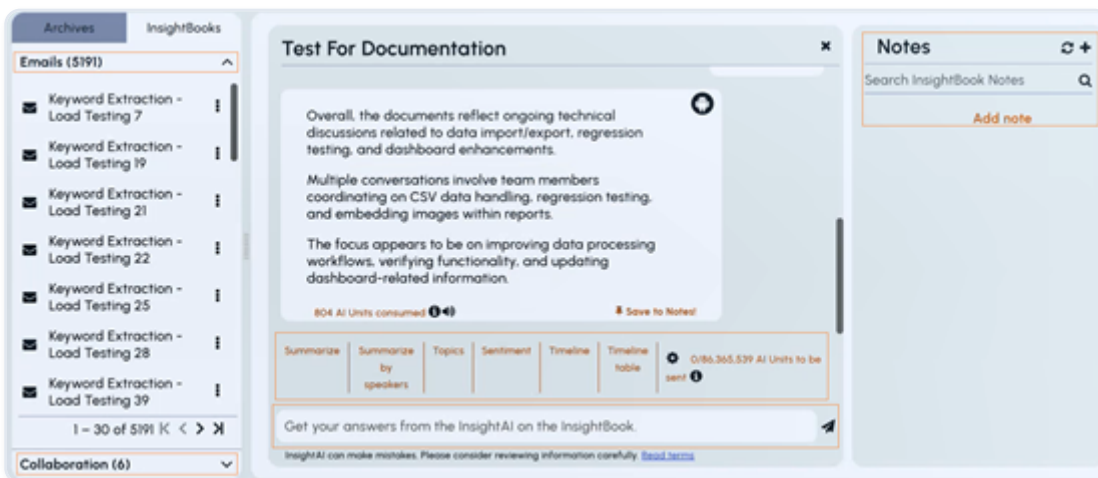 Archives
InsightBooks
Emails (5191)
Keyword Extraction -
Load Testing 7
Keyword Extraction -
Load Testing 19
Keyword Extraction -
Load Testing 21
Keyword Extraction -
Load Testing 22
Keyword Extraction -
Load Testing 25
Keyword Extraction -
Load Testing 28
Keyword Extraction -
Load Testing 39
1 – 30 of 5191
Collaboration (6)
Test For Documentation
Overall, the documents reflect ongoing technical
discussions related to data import/export, regression
testing, and dashboard enhancements.
Multiple conversations involve team members
coordinating on CSV data handling, regression testing,
and embedding images within reports.
The focus appears to be on improving data processing
workflows, verifying functionality, and updating
dashboard-related information.
804 AI Units consumed
Save to Notes!
Summarize
Summarize
by
speakers
Topics
Sentiment
Timeline
Timeline
table
0/86,365,539 AI Units to be
sent
Get your answers from the InsightAI on the InsightBook.
InsightAI can make mistakes. Please consider reviewing information carefully. Read terms
Notes
Search InsightBook Notes
Add note